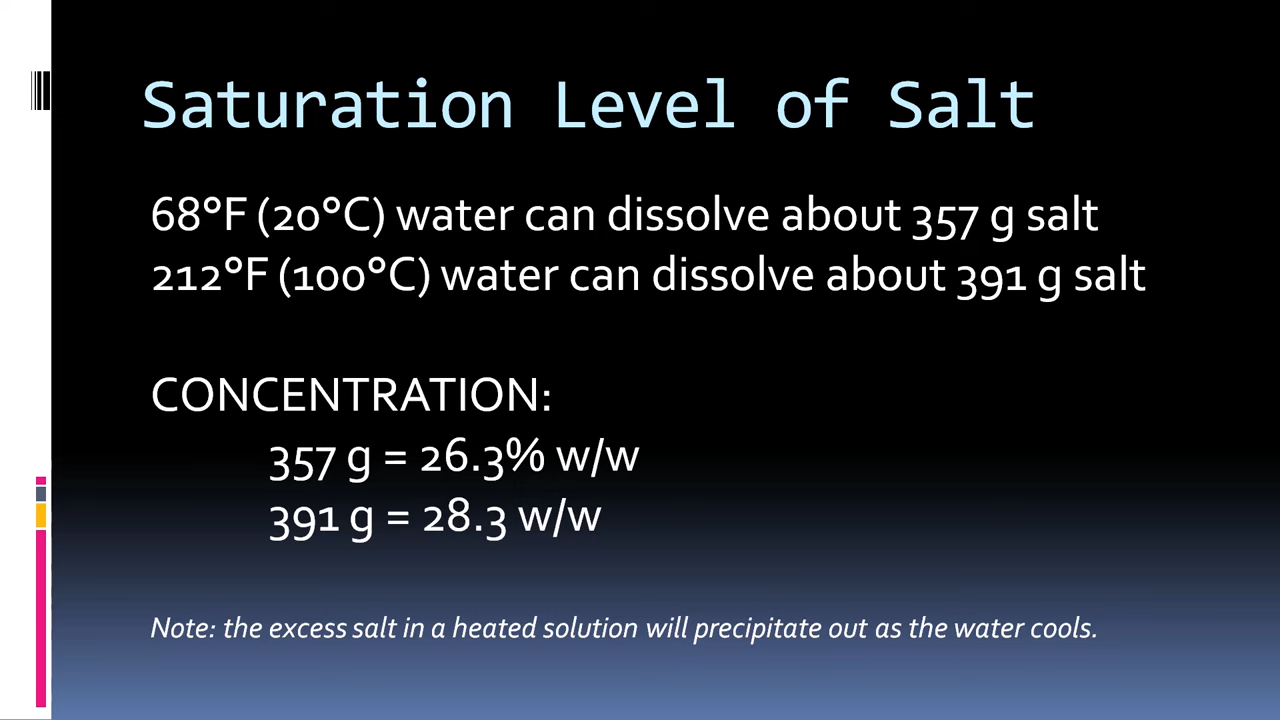 Saturation Level of Salt
68°F (20°C) water can dissolve about 357 g salt
212°F (100°C) water can dissolve about 391 g salt
CONCENTRATION:
357 g = 26.3% w/w
391 g = 28.3 w/w
Note: the excess salt in a heated solution will precipitate out as the water cools.